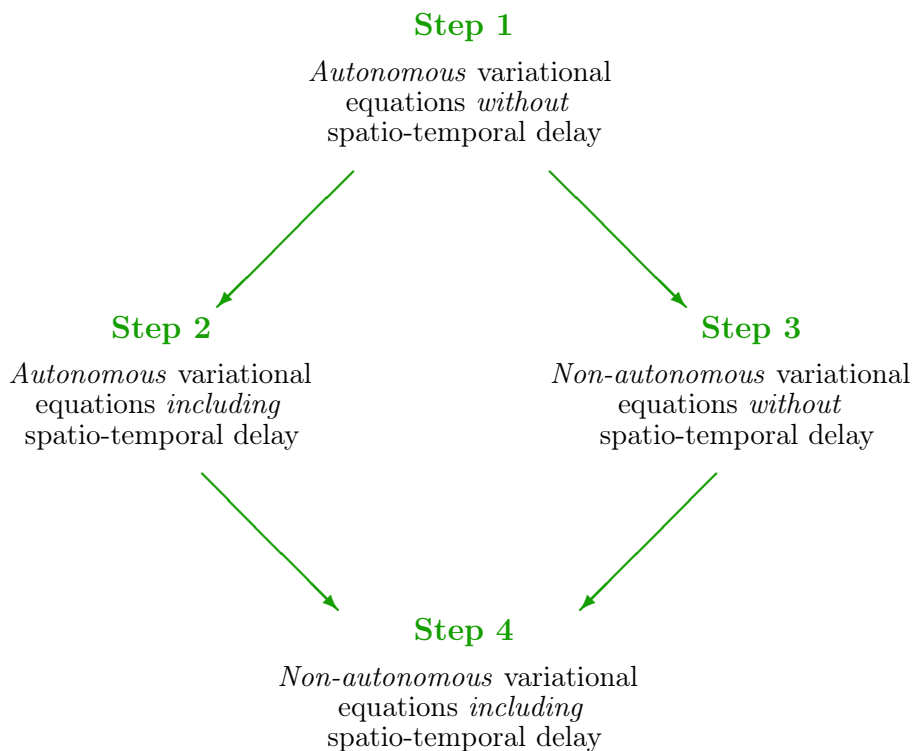 Step 1
Autonomous variational
equations without
spatio-temporal delay
Step 2
Autonomous variational
equations including
spatio-temporal delay
Step 3
Non-autonomous variational
equations without
spatio-temporal delay
Step 4
Non-autonomous variational
equations including
spatio-temporal delay